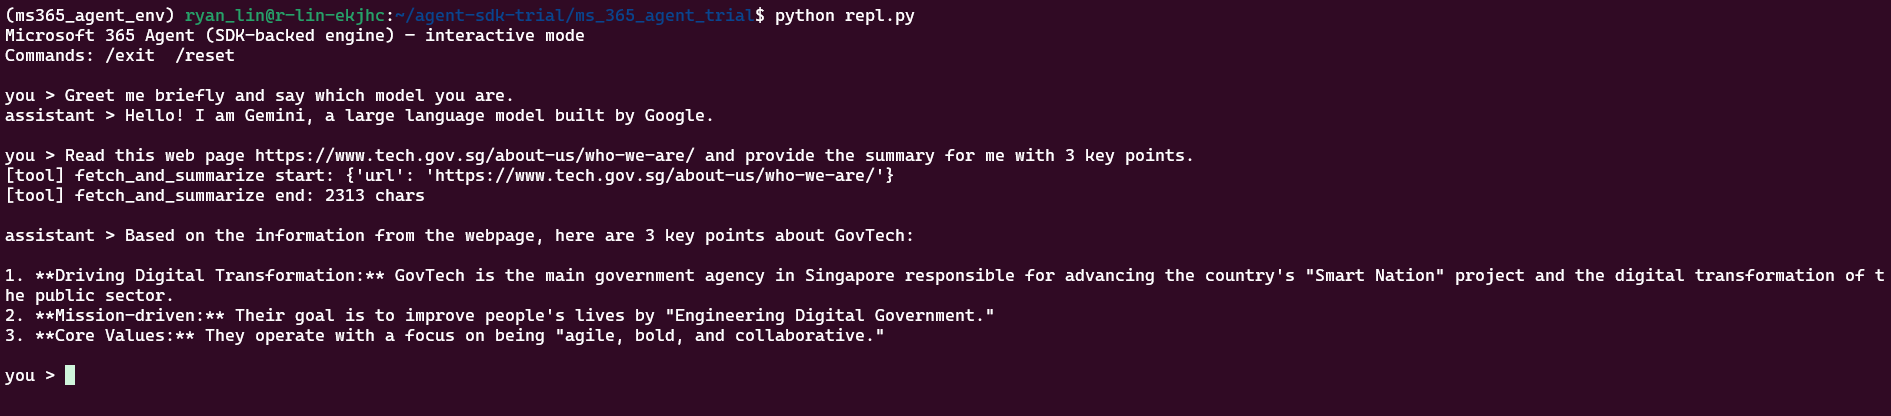 (ms365_agent_env) ryan_lin@r-lin-ekjhc:~/agent-sdk-trial/ms_365_agent_trial$ python repl.py
Microsoft 365 Agent (SDK-backed engine) — interactive mode
Commands: /exit  /reset
you > Greet me briefly and say which model you are.
assistant > Hello! I am Gemini, a large language model built by Google.
you > Read this web page https://www.tech.gov.sg/about-us/who-we-are/ and provide the summary for me with 3 key points.
[tool] fetch_and_summarize start: {'url': 'https://www.tech.gov.sg/about-us/who-we-are/'}
[tool] fetch_and_summarize end: 2313 chars
assistant > Based on the information from the webpage, here are 3 key points about GovTech:
1. **Driving Digital Transformation:** GovTech is the main government agency in Singapore responsible for advancing the country's "Smart Nation" project and the digital transformation of t
he public sector.
2. **Mission-driven:** Their goal is to improve people's lives by "Engineering Digital Government."
3. **Core Values:** They operate with a focus on being "agile, bold, and collaborative."
you >